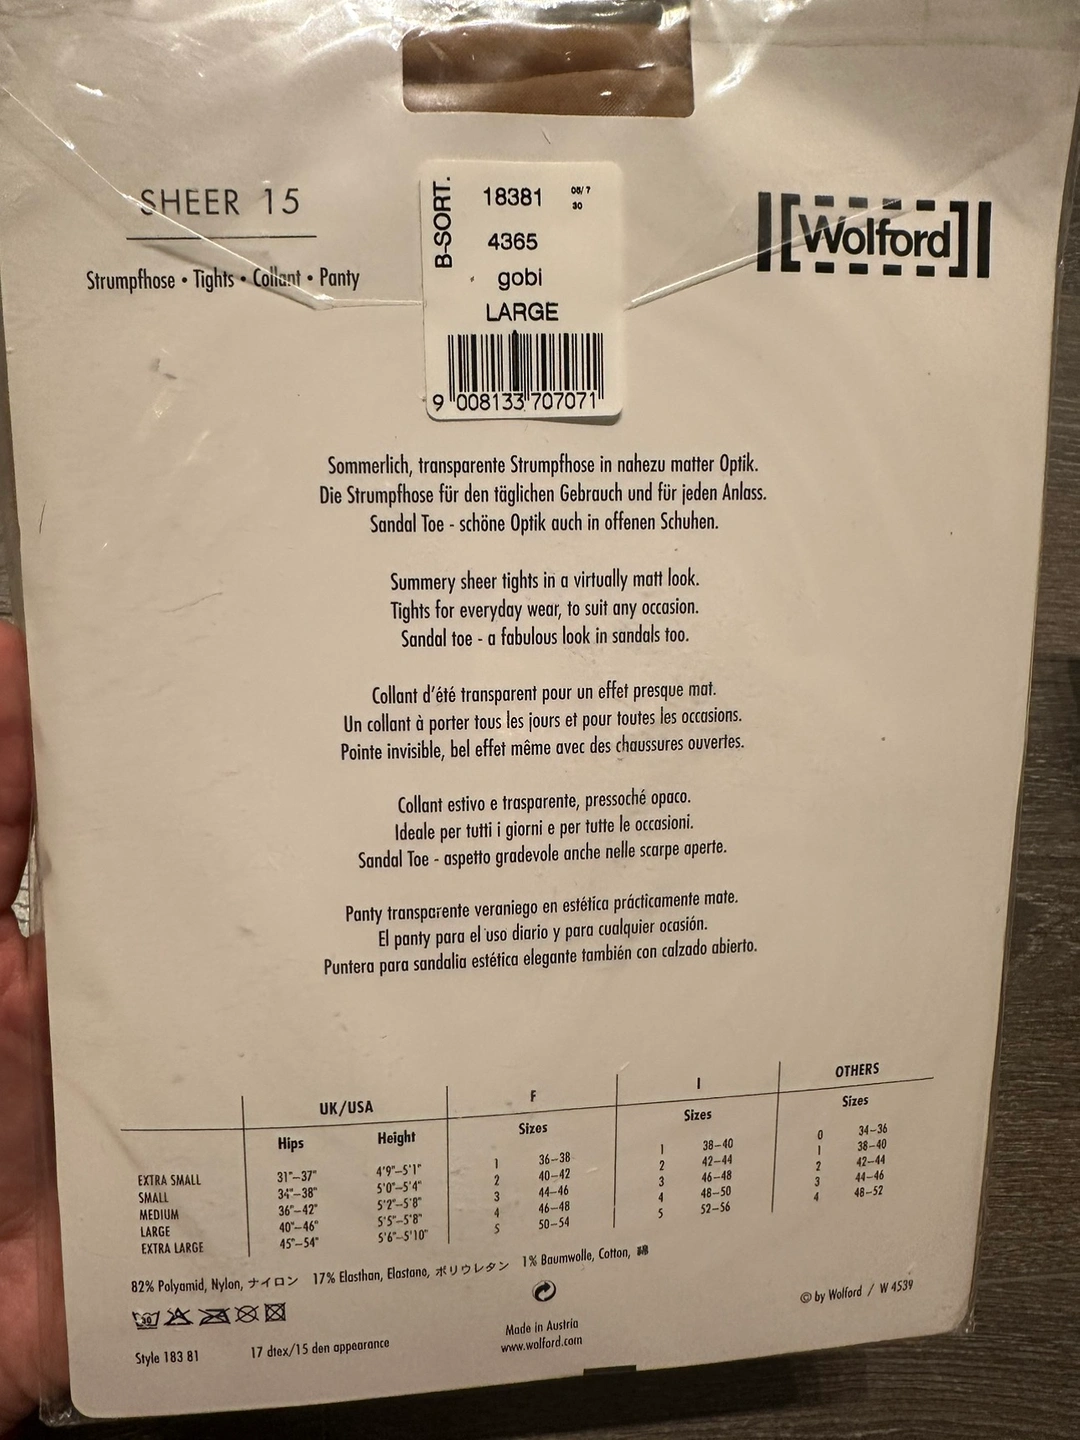 SHEER 15
Strumpfhose • Tights • Collant • Panty
B-SORT.
18381
08/7
30
4365
gobi
LARGE
9 008133 707071
Wolford
Sommerlich, transparente Strumpfhose in nahezu matter Optik.
Die Strumpfhose für den täglichen Gebrauch und für jeden Anlass.
Sandal Toe - schöne Optik auch in offenen Schuhen.
Summery sheer tights in a virtually matt look.
Tights for everyday wear, to suit any occasion.
Sandal toe - a fabulous look in sandals too.
Collant d'été transparent pour un effet presque mat.
Un collant à porter tous les jours et pour toutes les occasions.
Pointe invisible, bel effet même avec des chaussures ouvertes.
Collant estivo e trasparente, pressoché opaco.
Ideale per tutti i giorni e per tutte le occasioni.
Sandal Toe - aspetto gradevole anche nelle scarpe aperte.
Panty transparente veraniego en estética prácticamente mate.
El panty para el uso diario y para cualquier ocasión.
Puntera para sandalia estética elegante también con calzado abierto.
UK/USA F I OTHERS
Hips Height Sizes Sizes Sizes
EXTRA SMALL 31"–37" 4'9"–5'1" 1 36–38 1 38–40 0 34–36
SMALL 34"–38" 5'0"–5'4" 2 40–42 2 42–44 1 38–40
MEDIUM 36"–42" 5'2"–5'8" 3 44–46 3 46–48 2 42–44
LARGE 40"–46" 5'5"–5'8" 4 46–48 4 48–50 3 44–46
EXTRA LARGE 45"–54" 5'6"–5'10" 5 50–54 5 52–56 4 48–52
82% Polyamid, Nylon, ナイロン 17% Elasthan, Elastane, ポリウレタン 1% Baumwolle, Cotton, 綿
30
© by Wolford / W 4539
Style 183 81
17 dtex/15 den appearance
Made in Austria
www.wolford.com